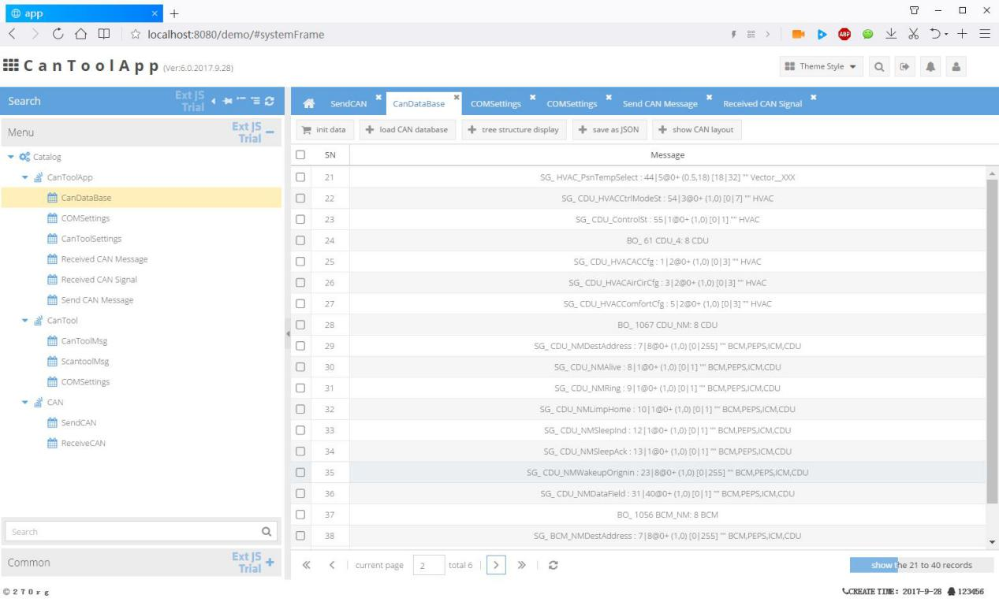 app
localhost:8080/demo/#systemFrame
ABP
CanToolApp (Ver:6.0.2017.9.28)
Theme Style
Search
Ext JS
Trial
SendCAN
CanDataBase
COMSettings
COMSettings
Send CAN Message
Received CAN Signal
Menu
Ext JS
Trial
init data
load CAN database
tree structure display
save as JSON
show CAN layout
Catalog
CanToolApp
CanDataBase
COMSettings
CanToolSettings
Received CAN Message
Received CAN Signal
Send CAN Message
CanTool
CanToolMsg
ScantoolMsg
COMSettings
CAN
SendCAN
ReceiveCAN
Search
Common
Ext JS
Trial
SN Message
21 SG_ HVAC_PsnTempSelect : 44|5@0+ (0.5,18) [18|32] "" Vector__XXX
22 SG_ CDU_HVACCtrlModeSt : 54|3@0+ (1,0) [0|7] "" HVAC
23 SG_ CDU_ControlSt : 55|1@0+ (1,0) [0|1] "" HVAC
24 BO_ 61 CDU_4: 8 CDU
25 SG_ CDU_HVACACCfg : 1|2@0+ (1,0) [0|3] "" HVAC
26 SG_ CDU_HVACAirCirCfg : 3|2@0+ (1,0) [0|3] "" HVAC
27 SG_ CDU_HVACComfortCfg : 5|2@0+ (1,0) [0|3] "" HVAC
28 BO_ 1067 CDU_NM: 8 CDU
29 SG_ CDU_NMDestAddress : 7|8@0+ (1,0) [0|255] "" BCM,PEPS,ICM,CDU
30 SG_ CDU_NMAlive : 8|1@0+ (1,0) [0|1] "" BCM,PEPS,ICM,CDU
31 SG_ CDU_NMRing : 9|1@0+ (1,0) [0|1] "" BCM,PEPS,ICM,CDU
32 SG_ CDU_NMLimpHome : 10|1@0+ (1,0) [0|1] "" BCM,PEPS,ICM,CDU
33 SG_ CDU_NMSleepInd : 12|1@0+ (1,0) [0|1] "" BCM,PEPS,ICM,CDU
34 SG_ CDU_NMSleepAck : 13|1@0+ (1,0) [0|1] "" BCM,PEPS,ICM,CDU
35 SG_ CDU_NMWakeupOrignin : 23|8@0+ (1,0) [0|255] "" BCM,PEPS,ICM,CDU
36 SG_ CDU_NMDataField : 31|40@0+ (1,0) [0|1] "" BCM,PEPS,ICM,CDU
37 BO_ 1056 BCM_NM: 8 BCM
38 SG_ BCM_NMDestAddress : 7|8@0+ (1,0) [0|255] "" BCM,PEPS,ICM,CDU
current page 2 total 6
show the 21 to 40 records
©270rg
CREATE TIME: 2017-9-28 123456